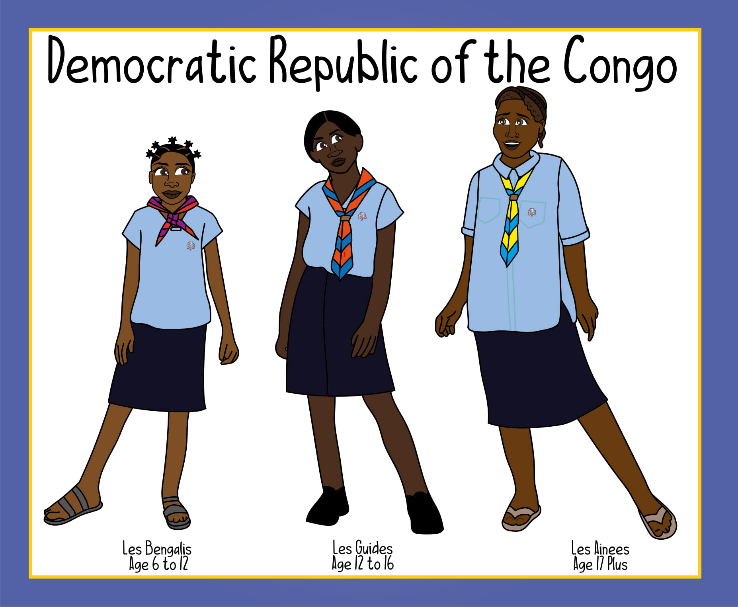 Democratic Republic of the Congo
Les Bengalis
Age 6 to 12
Les Guides
Age 12 to 16
Les Ainees
Age 17 Plus